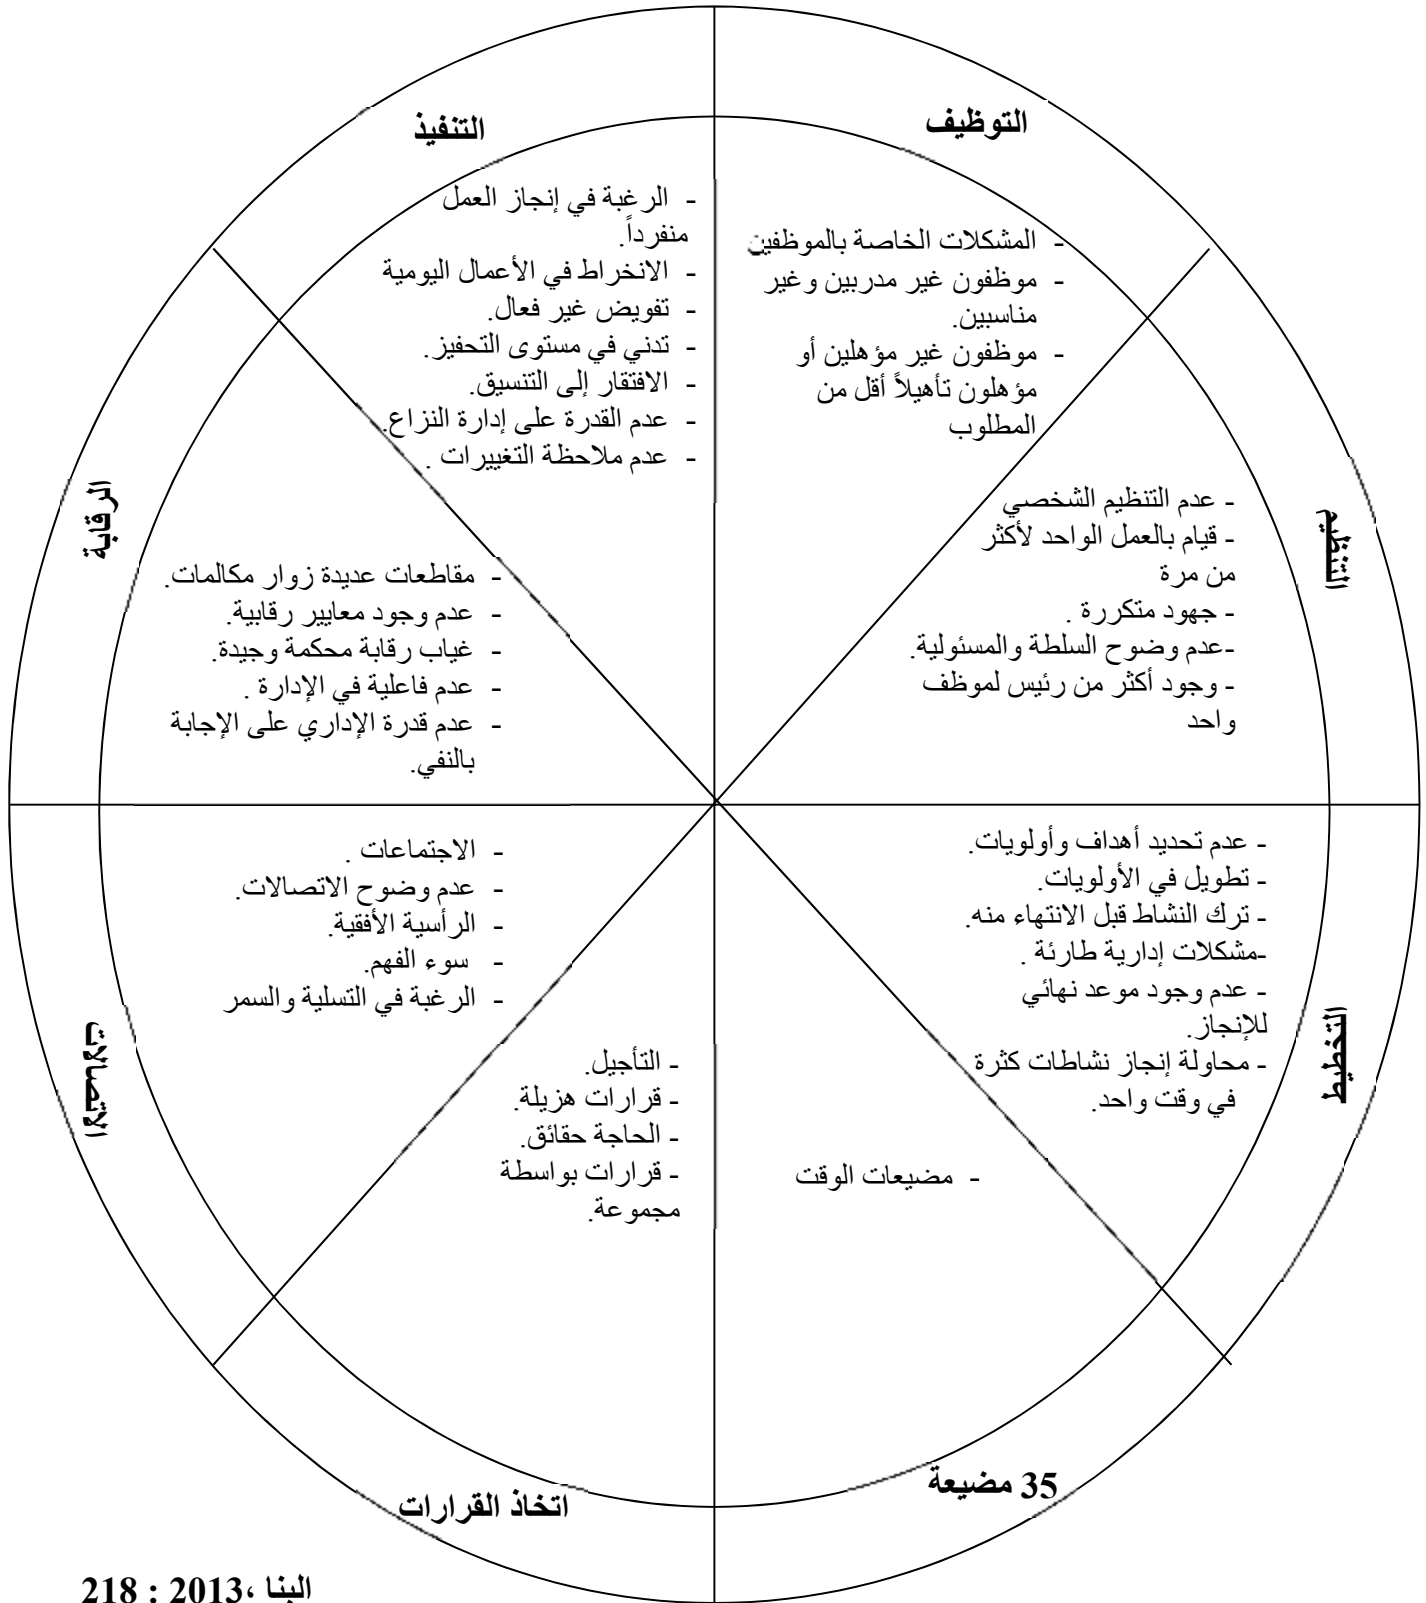 التوظيف
- المشكلات الخاصة بالموظفين
- موظفون غير مدربين وغير
مناسبين.
- موظفون غير مؤهلين أو
مؤهلون تأهيلاً أقل من
المطلوب
التنظيم
- عدم التنظيم الشخصي
- قيام بالعمل الواحد لأكثر
من مرة
- جهود متكررة .
-عدم وضوح السلطة والمسئولية.
- وجود أكثر من رئيس لموظف
واحد
التخطيط
- عدم تحديد أهداف وأولويات.
- تطويل في الأولويات.
- ترك النشاط قبل الانتهاء منه.
-مشكلات إدارية طارئة .
- عدم وجود موعد نهائي
للإنجاز.
- محاولة إنجاز نشاطات كثرة
في وقت واحد.
- مضيعات الوقت
35 مضيعة
اتخاذ القرارات
- التأجيل.
- قرارات هزيلة.
- الحاجة حقائق.
- قرارات بواسطة
مجموعة.
الاتصالات
- الاجتماعات .
- عدم وضوح الاتصالات.
- الرأسية الأفقية.
- سوء الفهم.
- الرغبة في التسلية والسمر
الرقابة
- مقاطعات عديدة زوار مكالمات.
- عدم وجود معايير رقابية.
- غياب رقابة محكمة وجيدة.
- عدم فاعلية في الإدارة .
- عدم قدرة الإداري على الإجابة
بالنفي.
التنفيذ
- الرغبة في إنجاز العمل
منفرداً.
- الانخراط في الأعمال اليومية
- تفويض غير فعال.
- تدني في مستوى التحفيز.
- الافتقار إلى التنسيق.
- عدم القدرة على إدارة النزاع.
- عدم ملاحظة التغييرات .
البنا ،2013 : 218